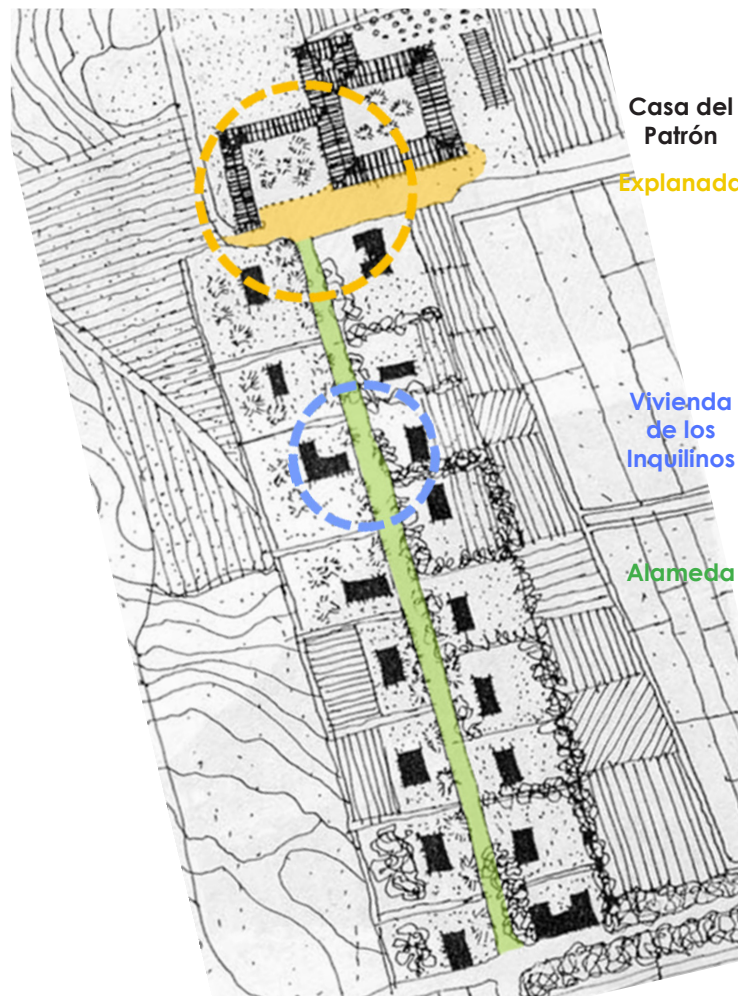 Casa del
Patrón
Explanada
Vivienda
de los
Inquilinos
Alameda